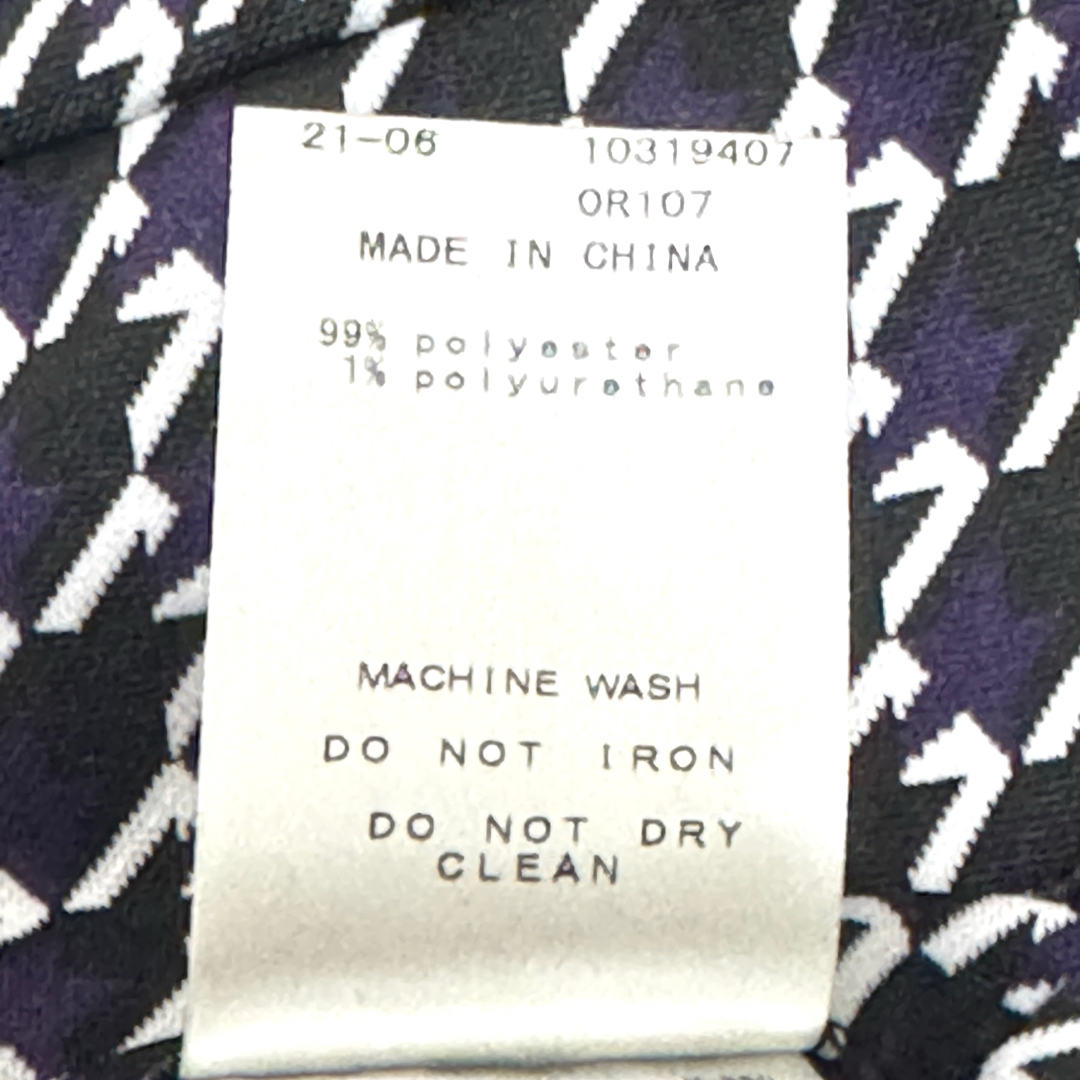 21-06 10319407
OR107
MADE IN CHINA
99% polyester
1% polyurethane
MACHINE WASH
DO NOT IRON
DO NOT DRY
CLEAN